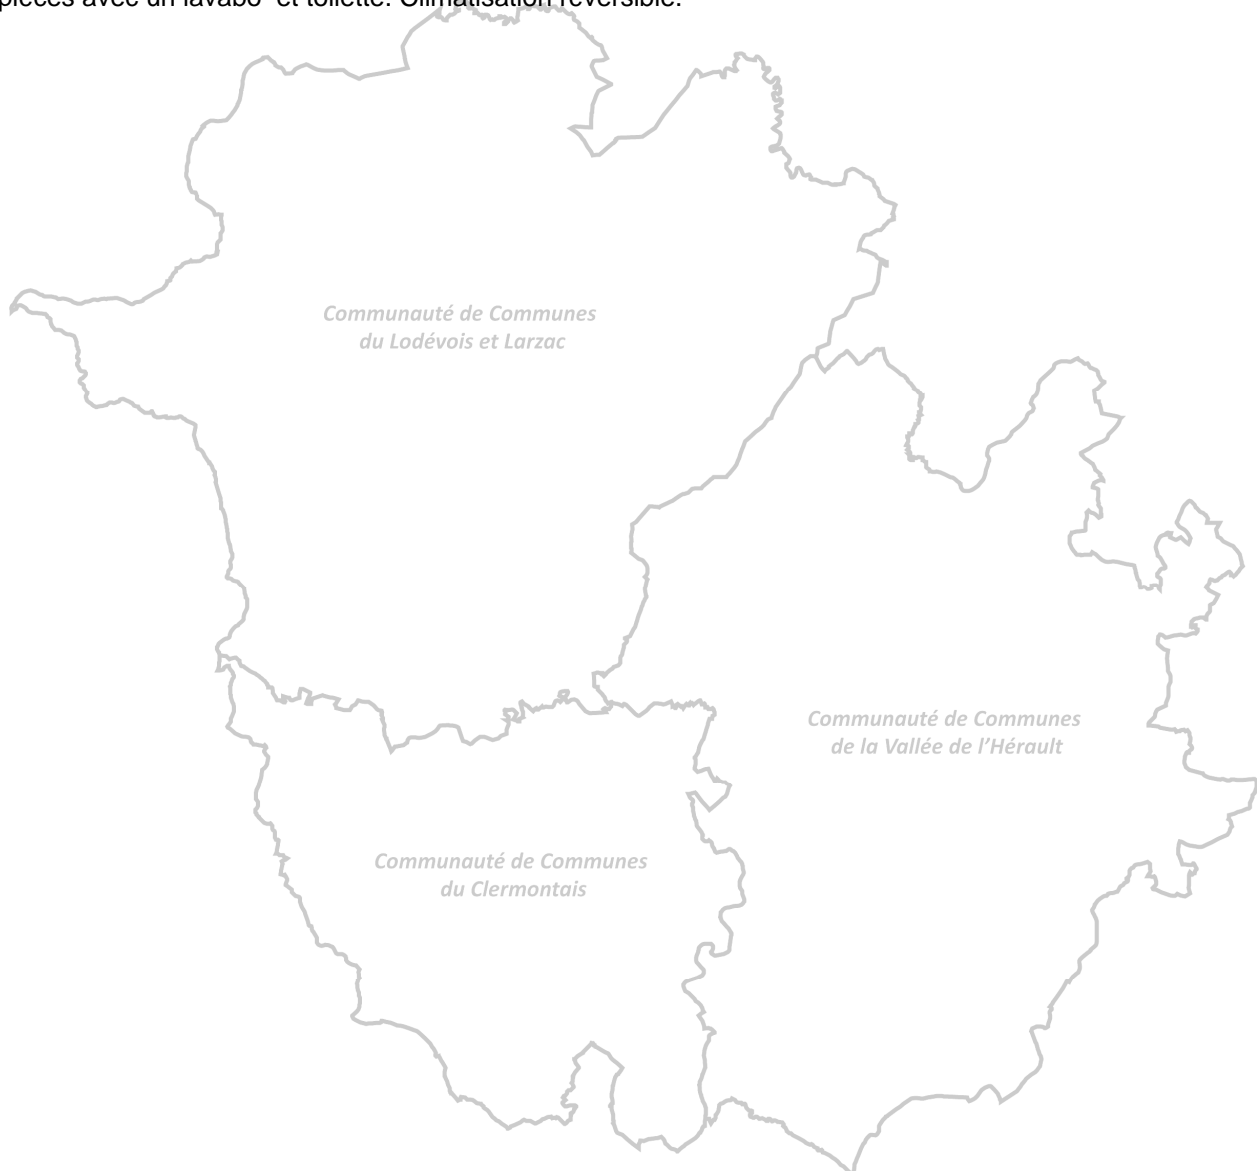 pièces avec un lavabo et toilette. Climatisation réversible.
Communauté de Communes
du Lodévois et Larzac
Communauté de Communes
de la Vallée de l'Hérault
Communauté de Communes
du Clermontais